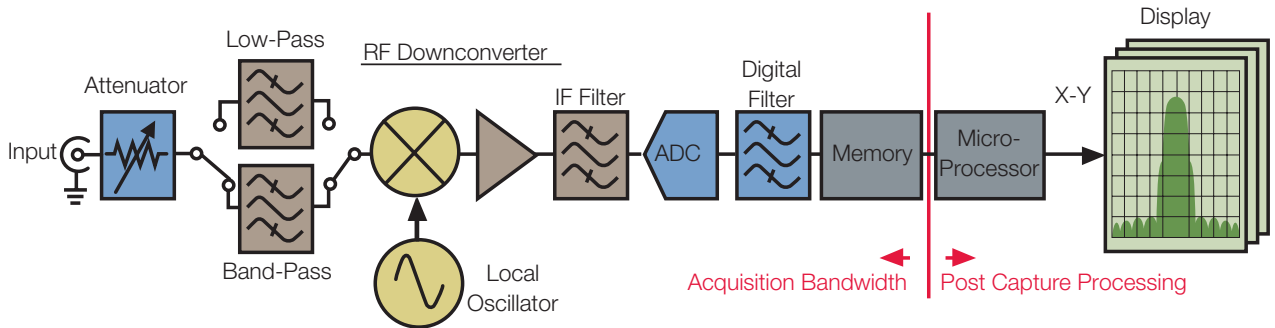 Display
Low-Pass
RF Downconverter
Attenuator
Digital
Filter
IF Filter
X-Y
Input
ADC
Memory
Micro-
Processor
Band-Pass
Local
Oscillator
Acquisition Bandwidth
Post Capture Processing